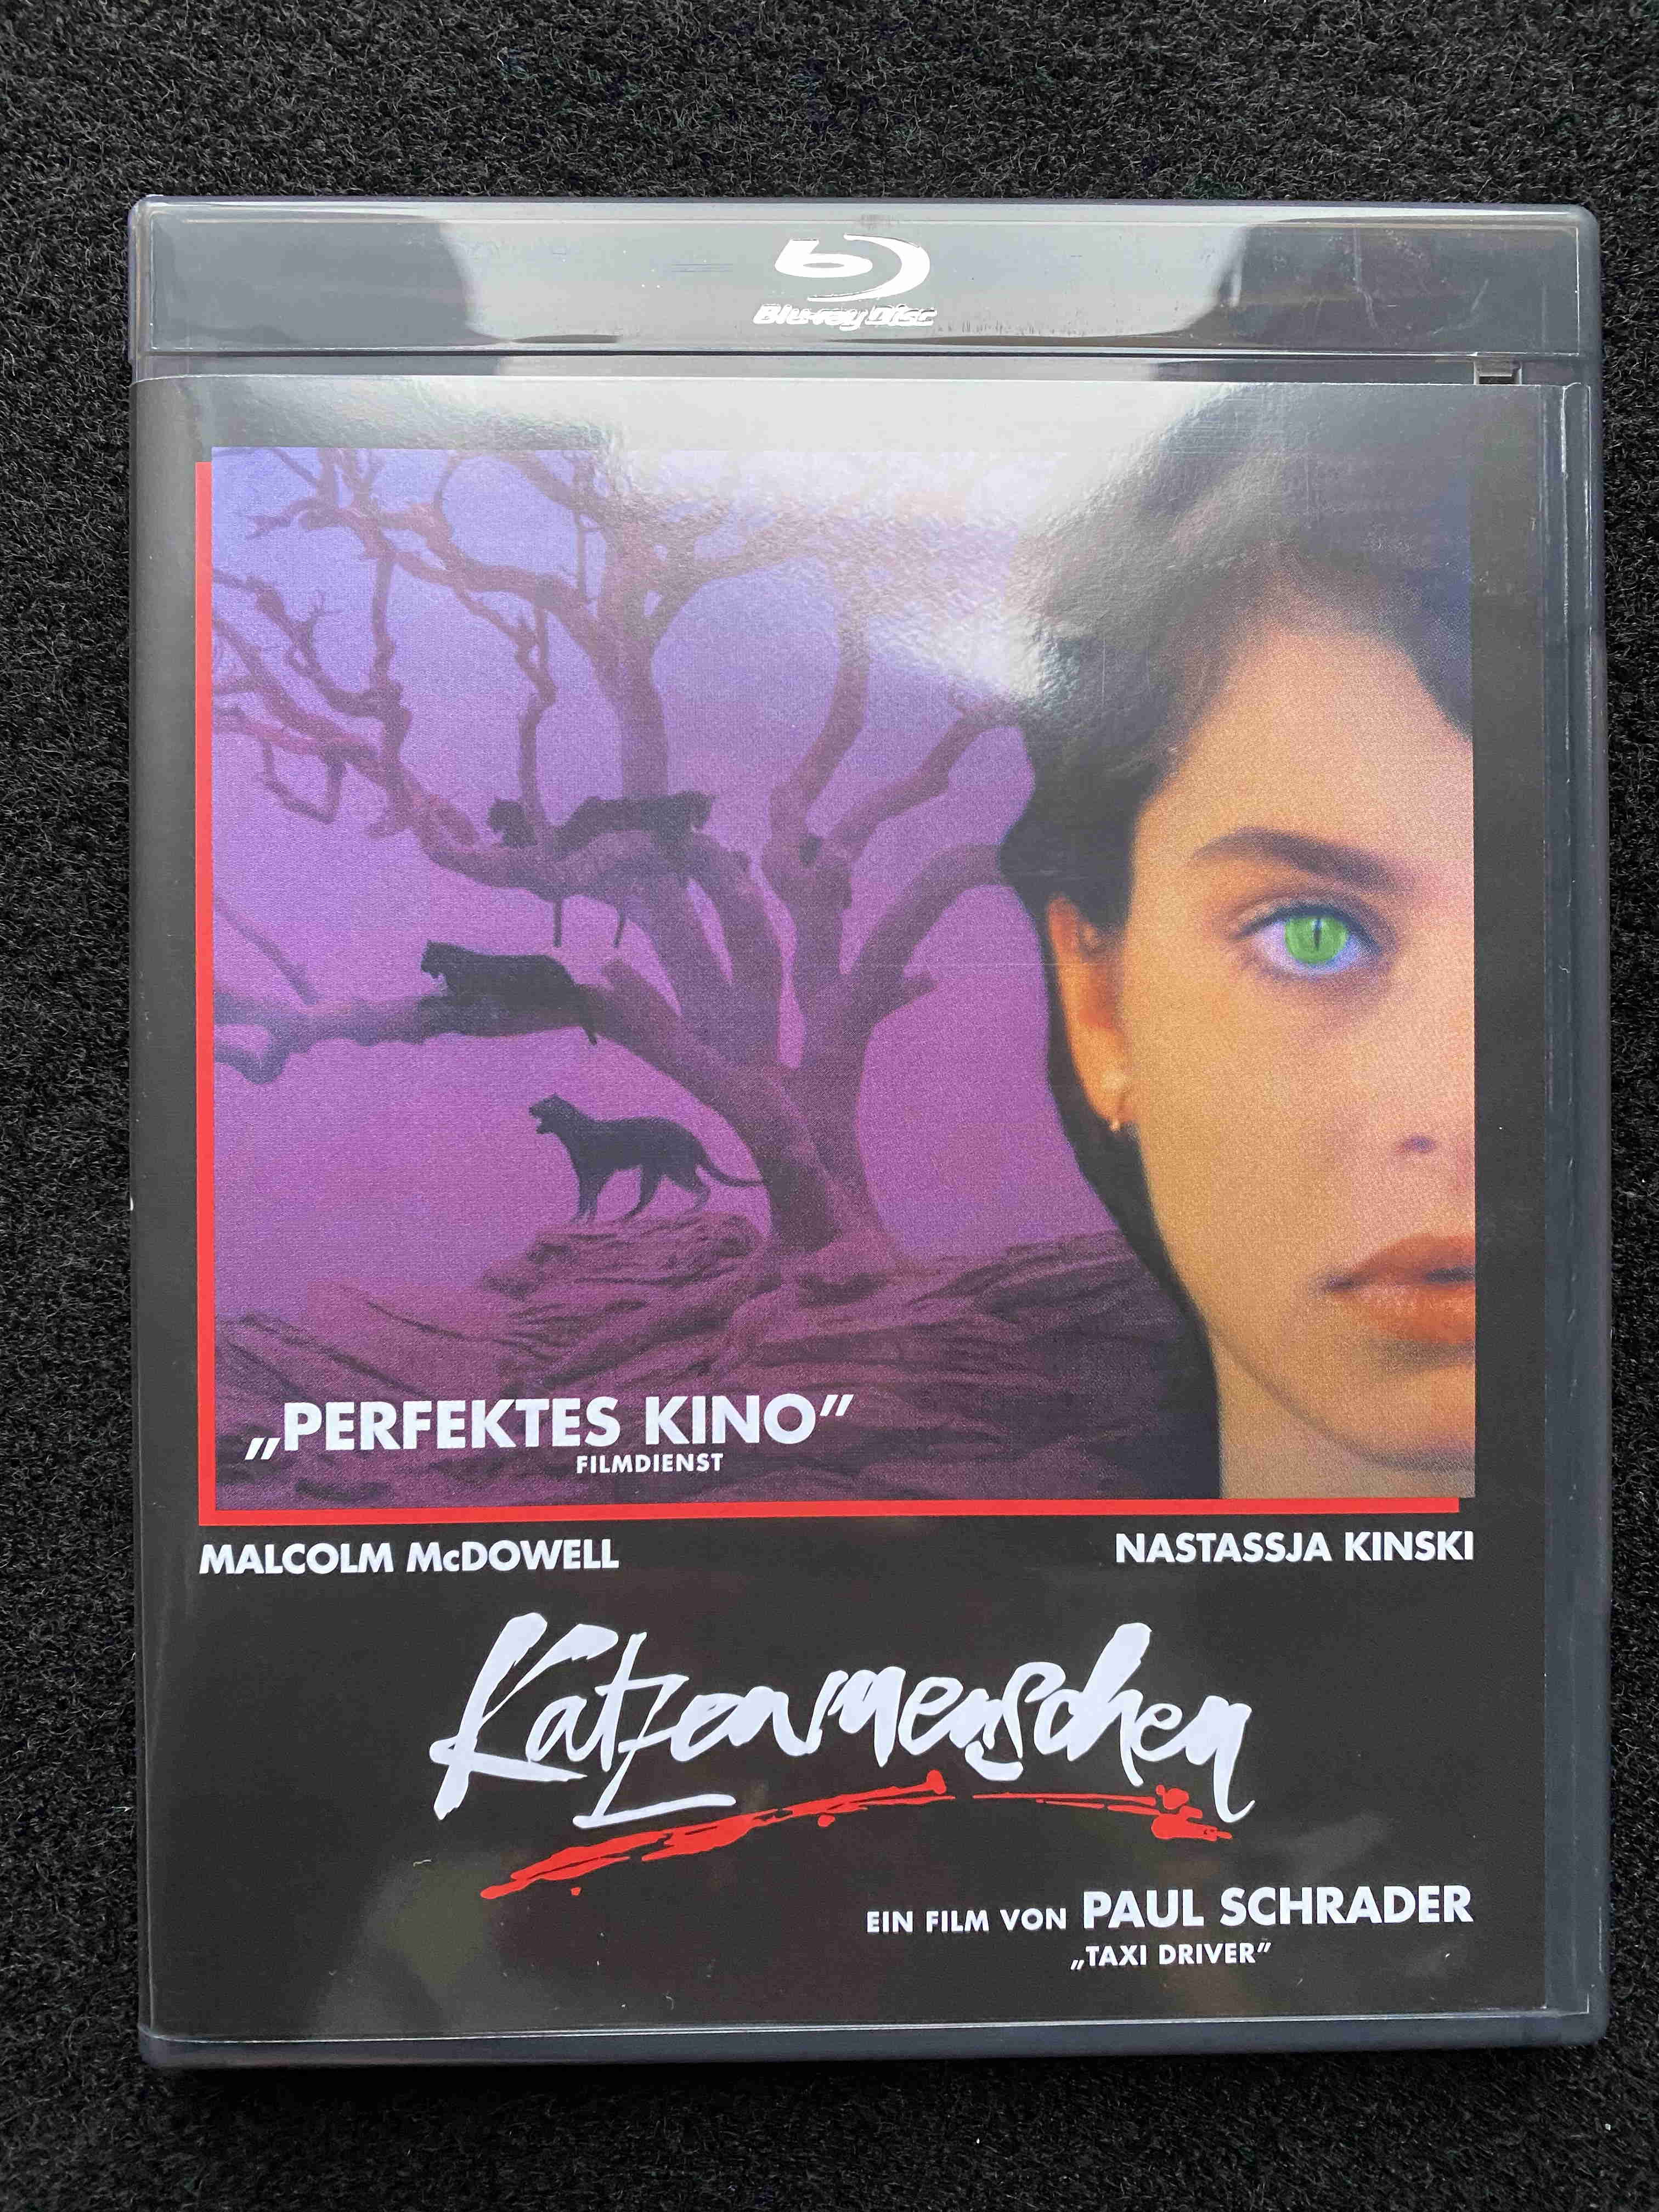 Blu-ray Disc
„PERFEKTES KINO”
FILMDIENST
MALCOLM McDOWELL
NASTASSJA KINSKI
Katzenmenschen
EIN FILM VON PAUL SCHRADER
„TAXI DRIVER”